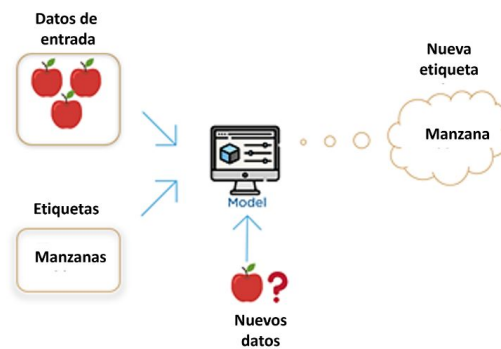 Datos de
entrada
Etiquetas
Manzanas
Model
?
Nuevos
datos
Nueva
etiqueta
Manzana